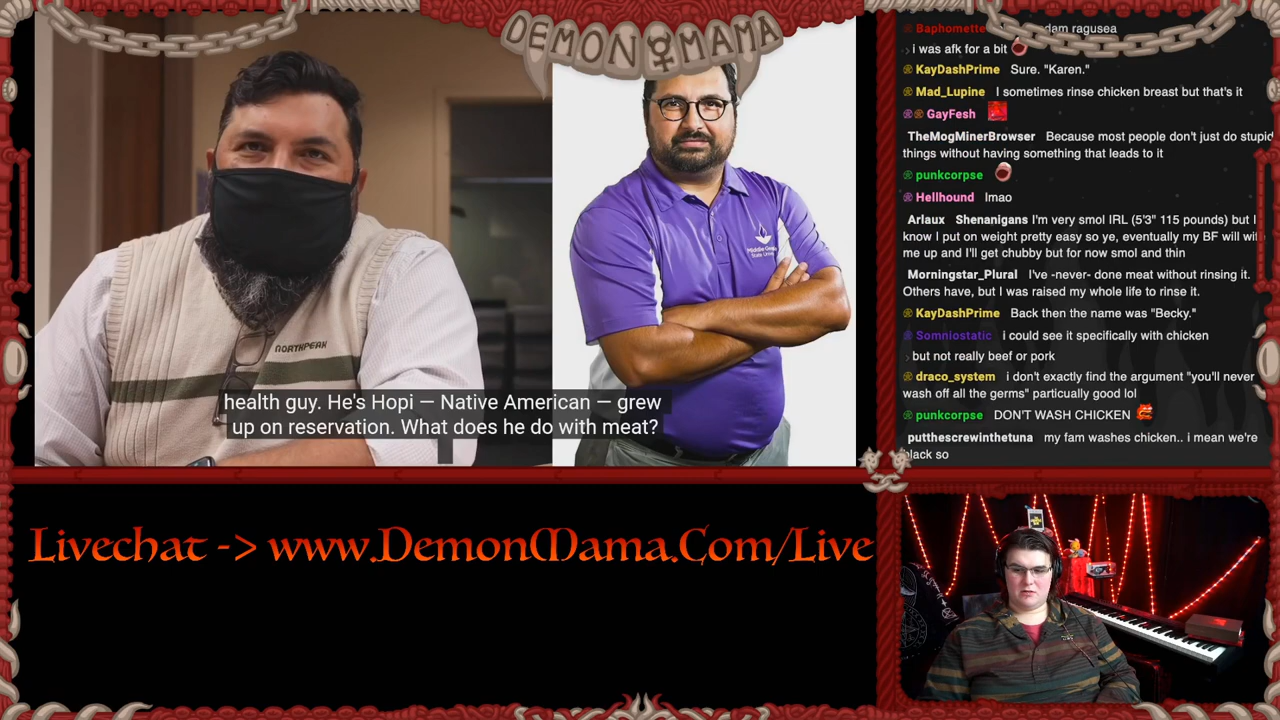 DEMON MAMA
NORTHPEAK
Middle Georgia
State University
health guy. He's Hopi — Native American — grew
up on reservation. What does he do with meat?
Baphomette dam ragusea
i was afk for a bit
KayDashPrime Sure. "Karen."
Mad_Lupine I sometimes rinse chicken breast but that's it
GayFesh
TheMogMinerBrowser Because most people don't just do stupid
things without having something that leads to it
punkcorpse
Hellhound lmao
Arlaux Shenanigans I'm very smol IRL (5'3" 115 pounds) but I
know I put on weight pretty easy so ye, eventually my BF will wif
me up and I'll get chubby but for now smol and thin
Morningstar_Plural I've -never- done meat without rinsing it.
Others have, but I was raised my whole life to rinse it.
KayDashPrime Back then the name was "Becky."
Somniostatic i could see it specifically with chicken
but not really beef or pork
draco_system i don't exactly find the argument "you'll never
wash off all the germs" particually good lol
punkcorpse DON'T WASH CHICKEN
putthescrewinthetuna my fam washes chicken.. i mean we're
black so
Livechat -> www.DemonMama.Com/Live